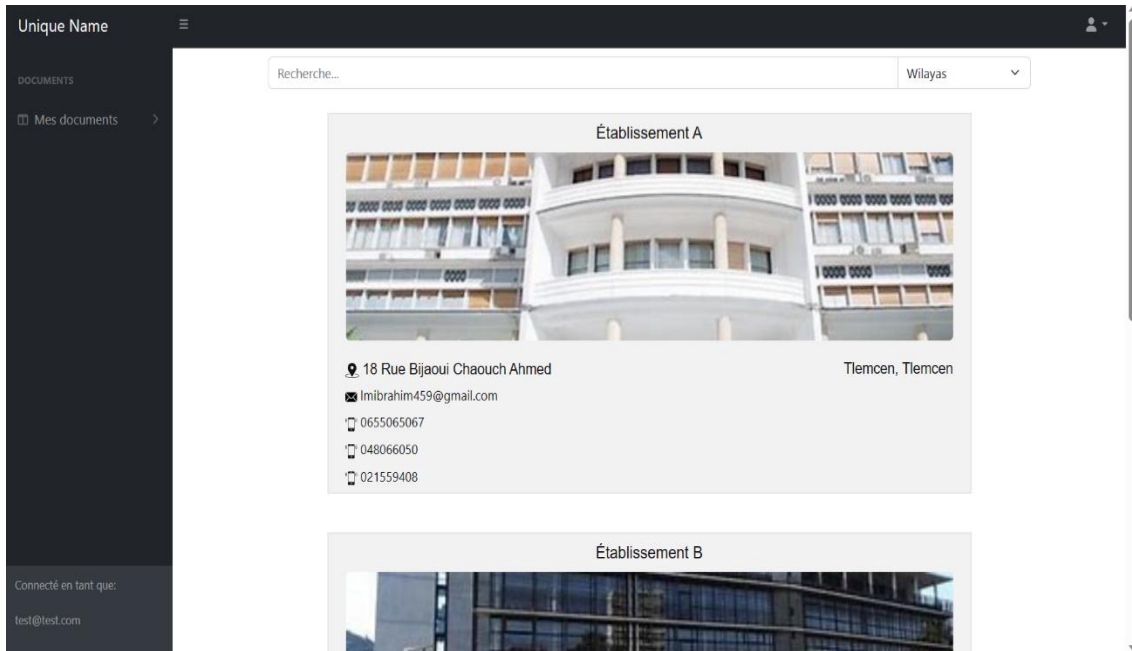 Unique Name
DOCUMENTS
Mes documents
Recherche...
Wilayas
Établissement A
18 Rue Bijaoui Chaouch Ahmed
Tlemcen, Tlemcen
lmibrahim459@gmail.com
0655065067
048066050
021559408
Établissement B
Connecté en tant que:
test@test.com